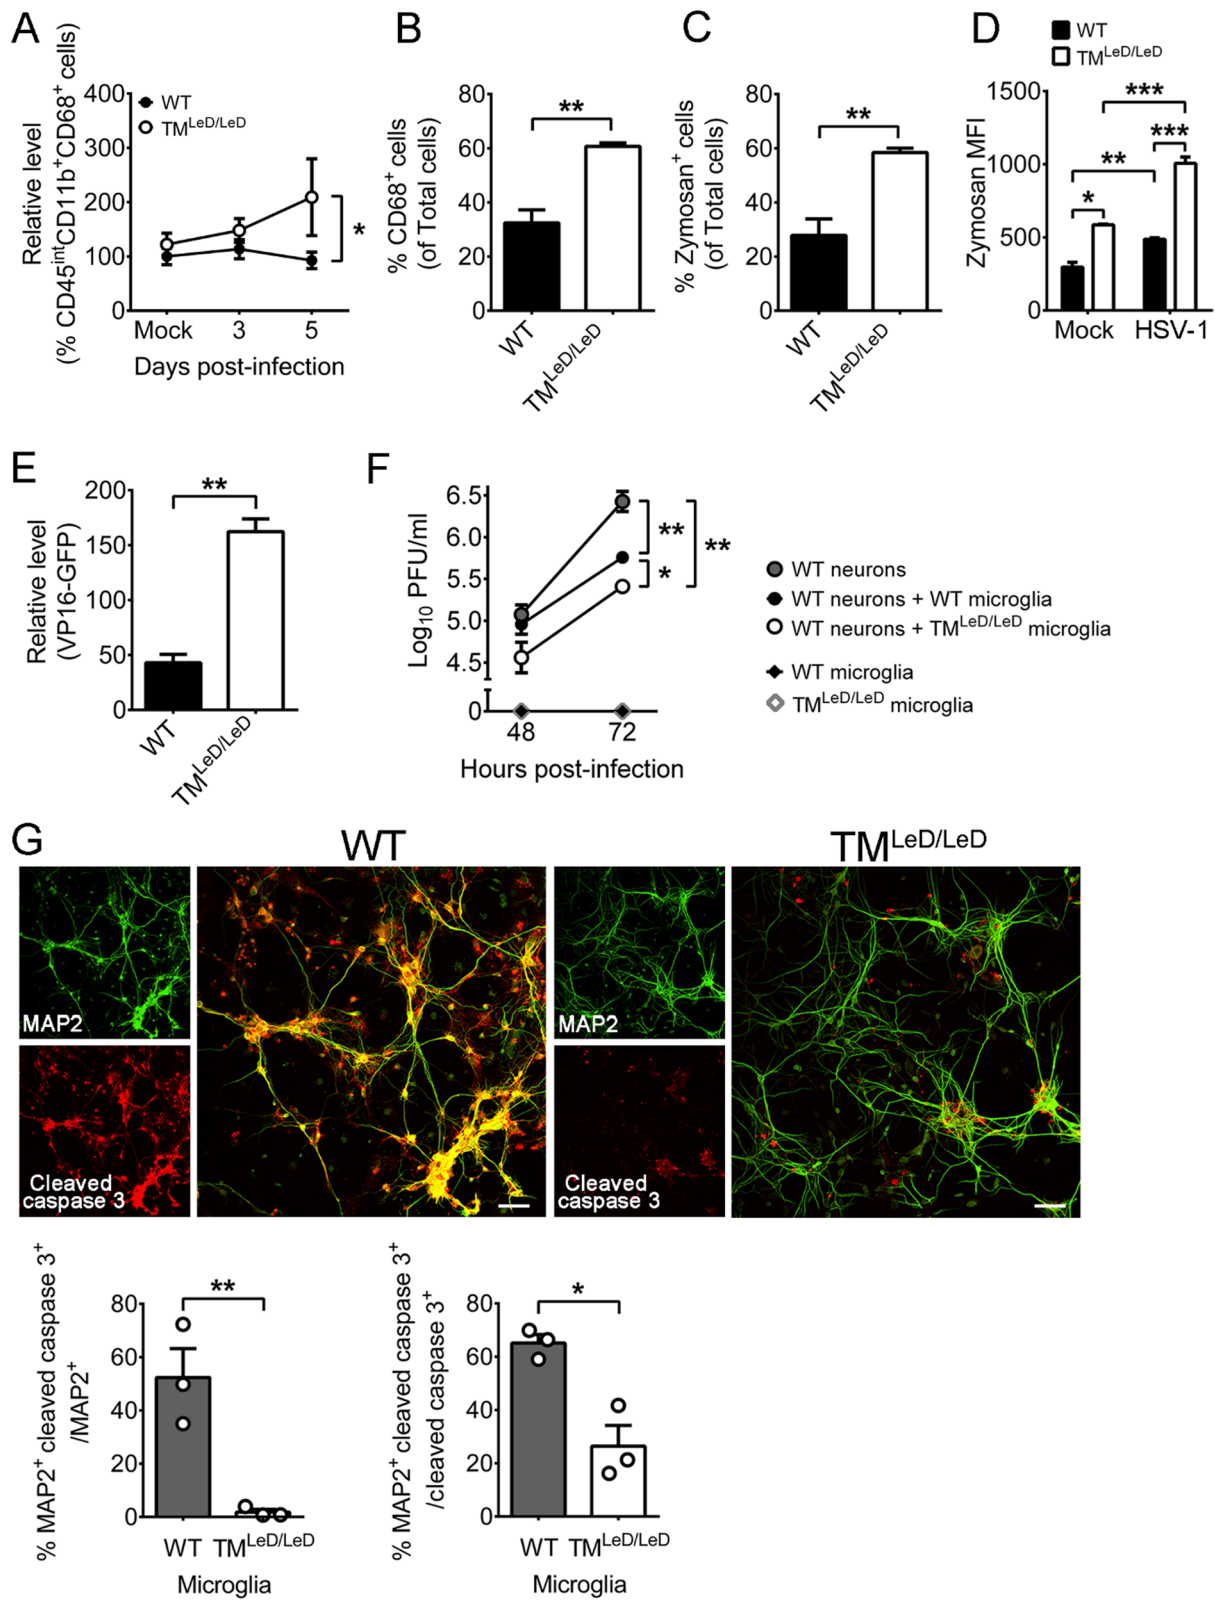 A
Relative level
(% CD45intCD11b+CD68+ cells)
400
300
200
100
0
WT
TMLeD/LeD
*
Mock 3 5
Days post-infection
B
% CD68+ cells
(of Total cells)
80
60
40
20
0
**
WT
TMLeD/LeD
C
% Zymosan+ cells
(of Total cells)
80
60
40
20
0
**
WT
TMLeD/LeD
D
WT
TMLeD/LeD
Zymosan MFI
1500
1000
500
0
***
***
**
*
Mock HSV-1
E
Relative level
(VP16-GFP)
200
150
100
50
0
**
WT
TMLeD/LeD
F
Log10 PFU/ml
6.5
6.0
5.5
5.0
4.5
0
**
*
**
48 72
Hours post-infection
WT neurons
WT neurons + WT microglia
WT neurons + TMLeD/LeD microglia
WT microglia
TMLeD/LeD microglia
G
WT
TMLeD/LeD
MAP2
Cleaved
caspase 3
MAP2
Cleaved
caspase 3
% MAP2+ cleaved caspase 3+
/MAP2+
80
60
40
20
0
**
WT TMLeD/LeD
Microglia
% MAP2+ cleaved caspase 3+
/cleaved caspase 3+
80
60
40
20
0
*
WT TMLeD/LeD
Microglia